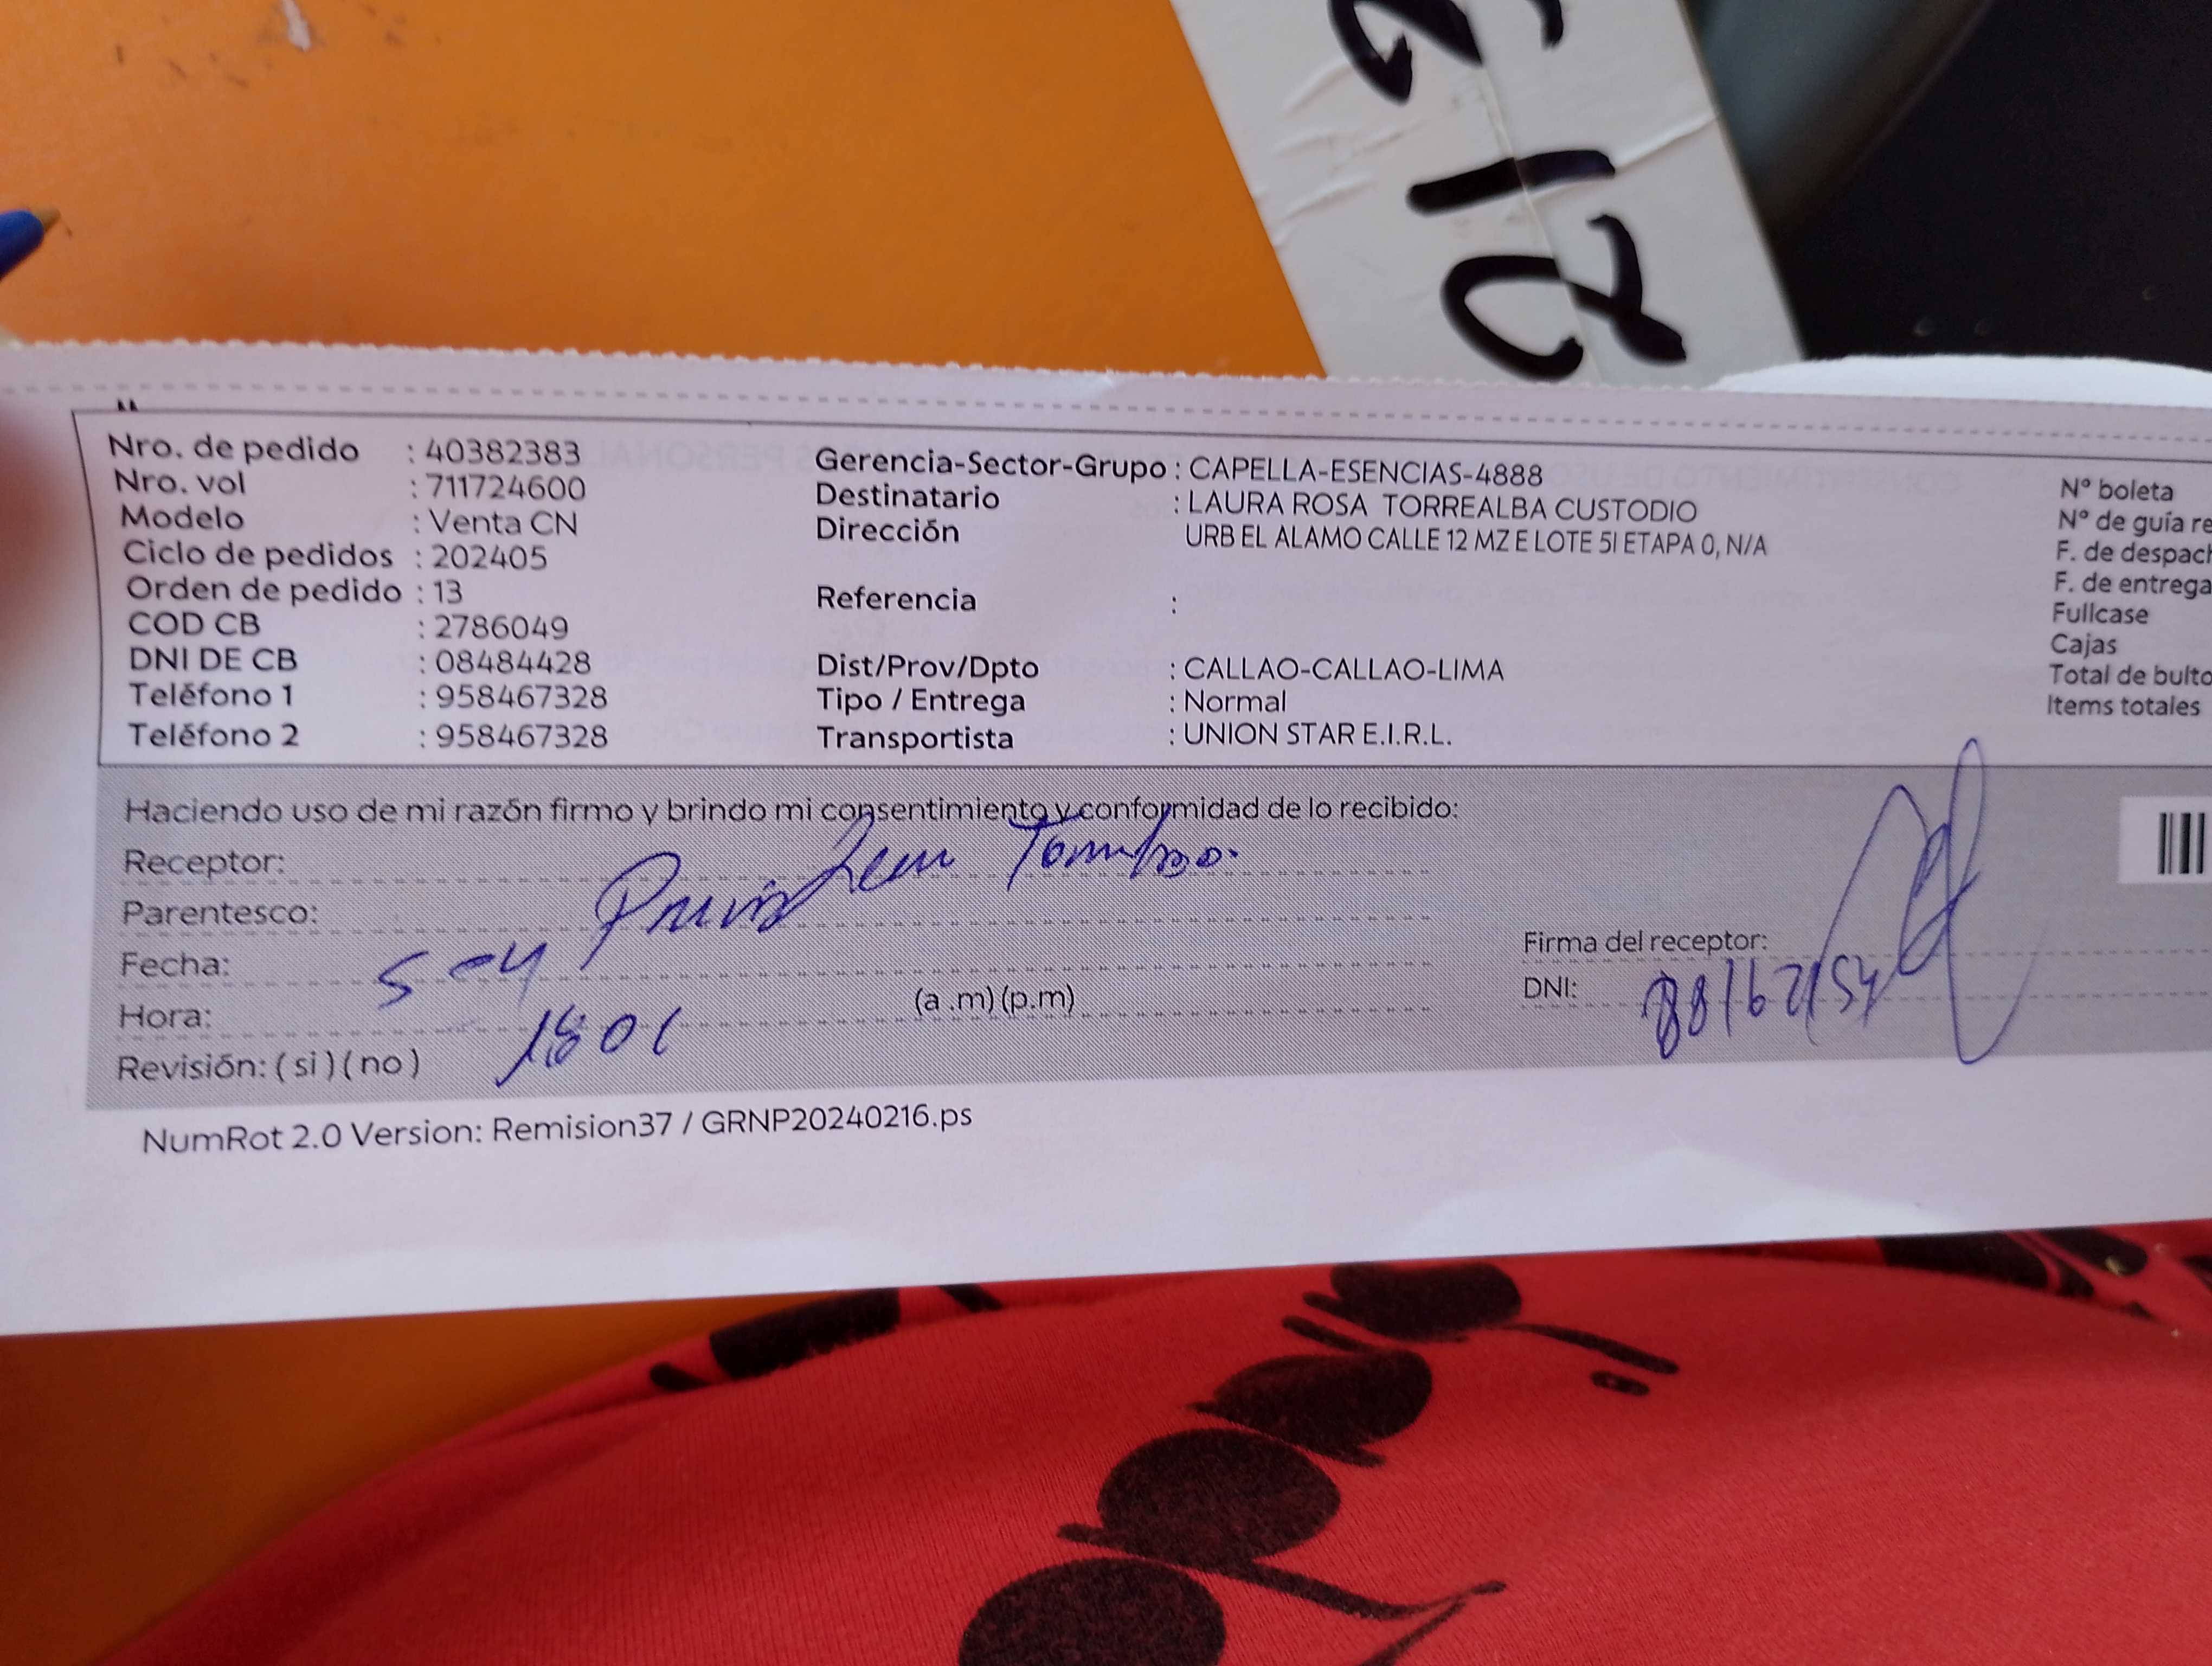 Nro. de pedido : 40382383
Nro. vol : 711724600
Modelo : Venta CN
Ciclo de pedidos : 202405
Orden de pedido : 13
COD CB : 2786049
DNI DE CB : 08484428
Teléfono 1 : 958467328
Teléfono 2 : 958467328
Gerencia-Sector-Grupo : CAPELLA-ESENCIAS-4888
Destinatario : LAURA ROSA TORREALBA CUSTODIO
Dirección URB EL ALAMO CALLE 12 MZ E LOTE 5I ETAPA 0, N/A
Referencia :
Dist/Prov/Dpto : CALLAO-CALLAO-LIMA
Tipo / Entrega : Normal
Transportista : UNION STAR E.I.R.L.
Nº boleta
Nº de guía re
F. de despach
F. de entrega
Fullcase
Cajas
Total de bulto
Items totales
Haciendo uso de mi razón firmo y brindo mi consentimiento y conformidad de lo recibido:
Receptor:
Parentesco:
Fecha:
Hora: (a .m) (p.m)
Revisión: ( si ) ( no )
Firma del receptor:
DNI:
NumRot 2.0 Version: Remision37 / GRNP20240216.ps